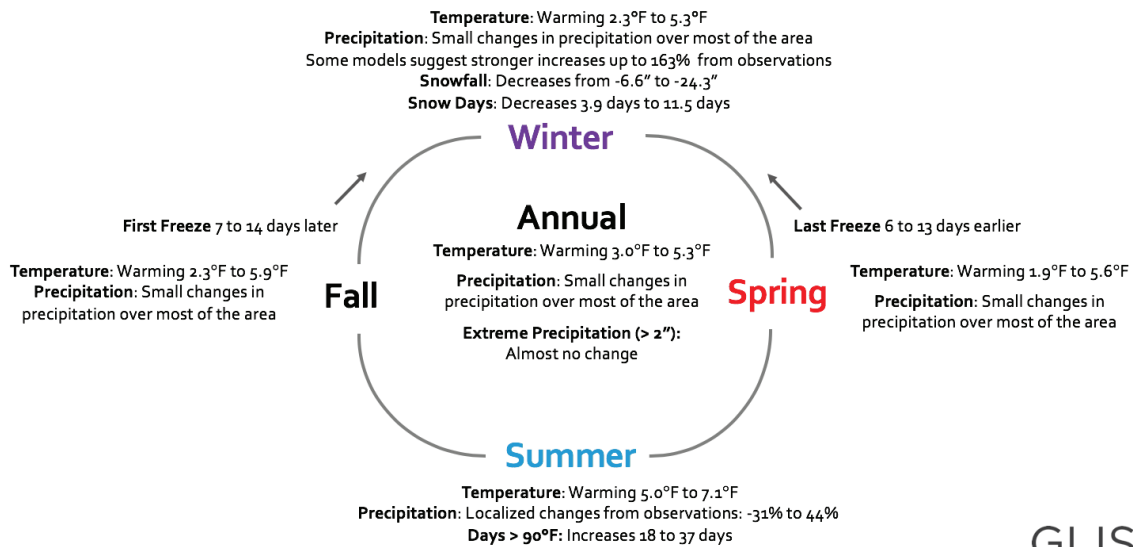 Temperature: Warming 2.3°F to 5.3°F
Precipitation: Small changes in precipitation over most of the area
Some models suggest stronger increases up to 163% from observations
Snowfall: Decreases from -6.6” to -24.3”
Snow Days: Decreases 3.9 days to 11.5 days
Winter
First Freeze 7 to 14 days later
Last Freeze 6 to 13 days earlier
Temperature: Warming 2.3°F to 5.9°F
Precipitation: Small changes in
precipitation over most of the area
Fall
Annual
Temperature: Warming 3.0°F to 5.3°F
Precipitation: Small changes in
precipitation over most of the area
Extreme Precipitation (> 2”):
Almost no change
Spring
Temperature: Warming 1.9°F to 5.6°F
Precipitation: Small changes in
precipitation over most of the area
Summer
Temperature: Warming 5.0°F to 7.1°F
Precipitation: Localized changes from observations: -31% to 44%
Days > 90°F: Increases 18 to 37 days